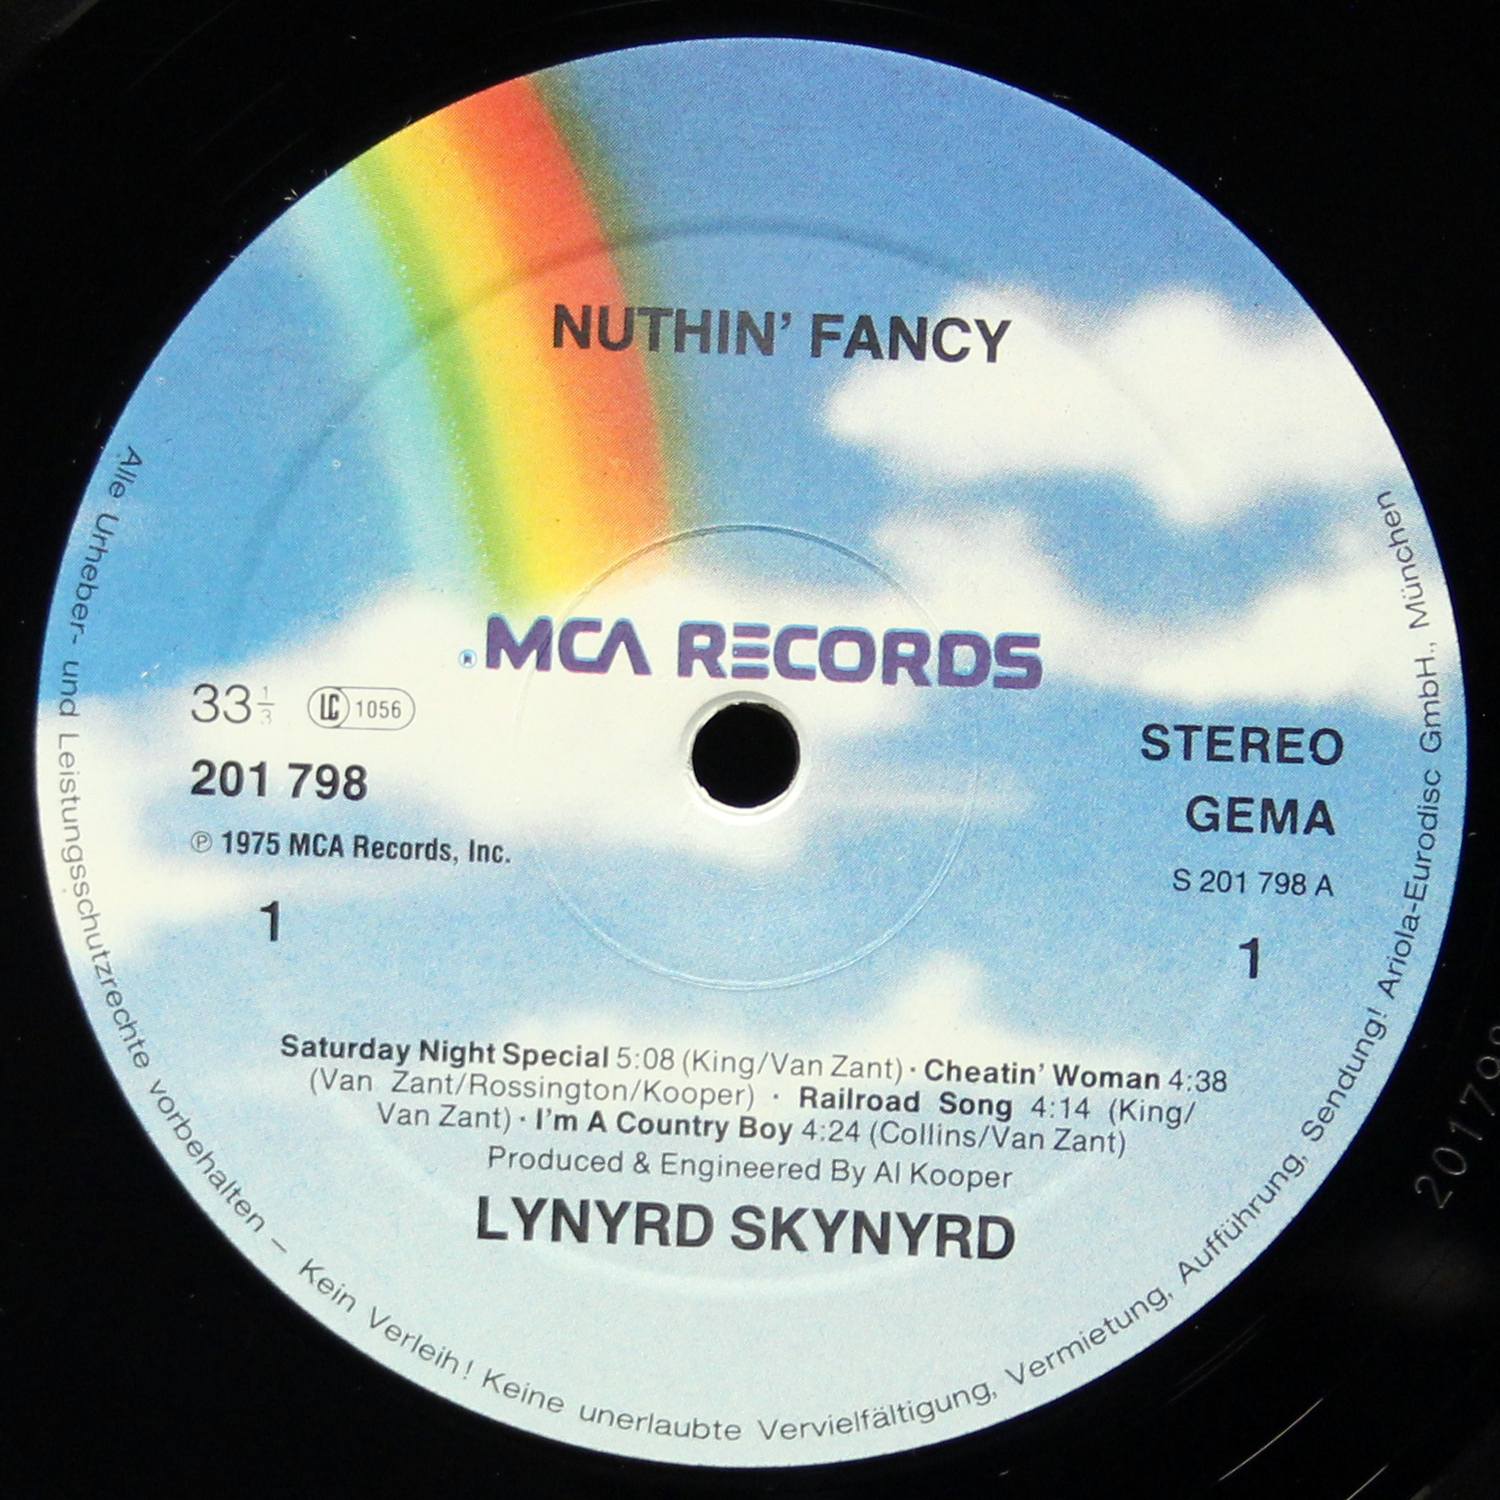 NUTHIN' FANCY
® MCA RECORDS
33 1/3 LC 1056
201 798
℗ 1975 MCA Records, Inc.
1
STEREO
GEMA
S 201 798 A
1
Saturday Night Special 5:08 (King/Van Zant) · Cheatin' Woman 4:38
(Van Zant/Rossington/Kooper) · Railroad Song 4:14 (King/
Van Zant) · I'm A Country Boy 4:24 (Collins/Van Zant)
Produced & Engineered By Al Kooper
LYNYRD SKYNYRD
Alle Urheber- und Leistungsschutzrechte vorbehalten – Kein Verleih! Keine unerlaubte Vervielfältigung, Vermietung, Aufführung, Sendung! Ariola-Eurodisc GmbH., München